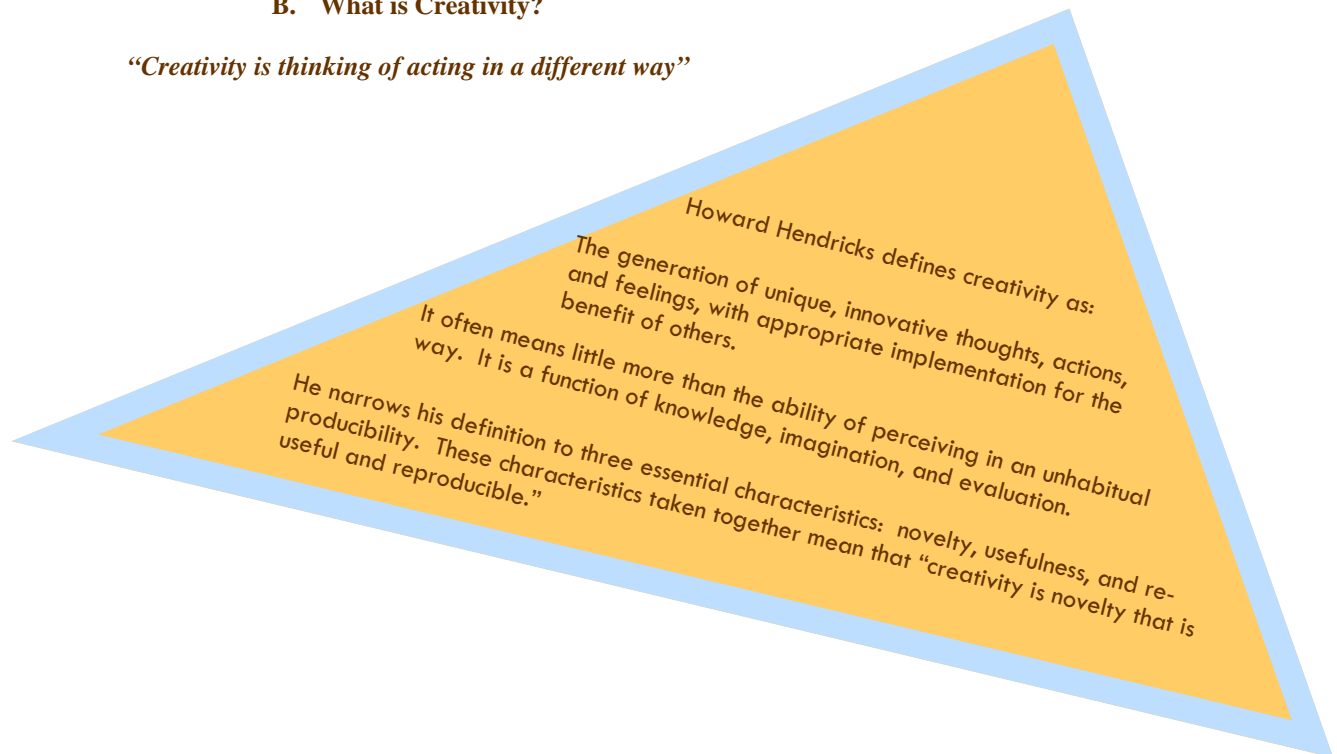 B. What is Creativity?
“Creativity is thinking of acting in a different way”
Howard Hendricks defines creativity as:
The generation of unique, innovative thoughts, actions,
and feelings, with appropriate implementation for the
benefit of others.
It often means little more than the ability of perceiving in an unhabitual
way.  It is a function of knowledge, imagination, and evaluation.
He narrows his definition to three essential characteristics:  novelty, usefulness, and re-
producibility.  These characteristics taken together mean that “creativity is novelty that is
useful and reproducible.”